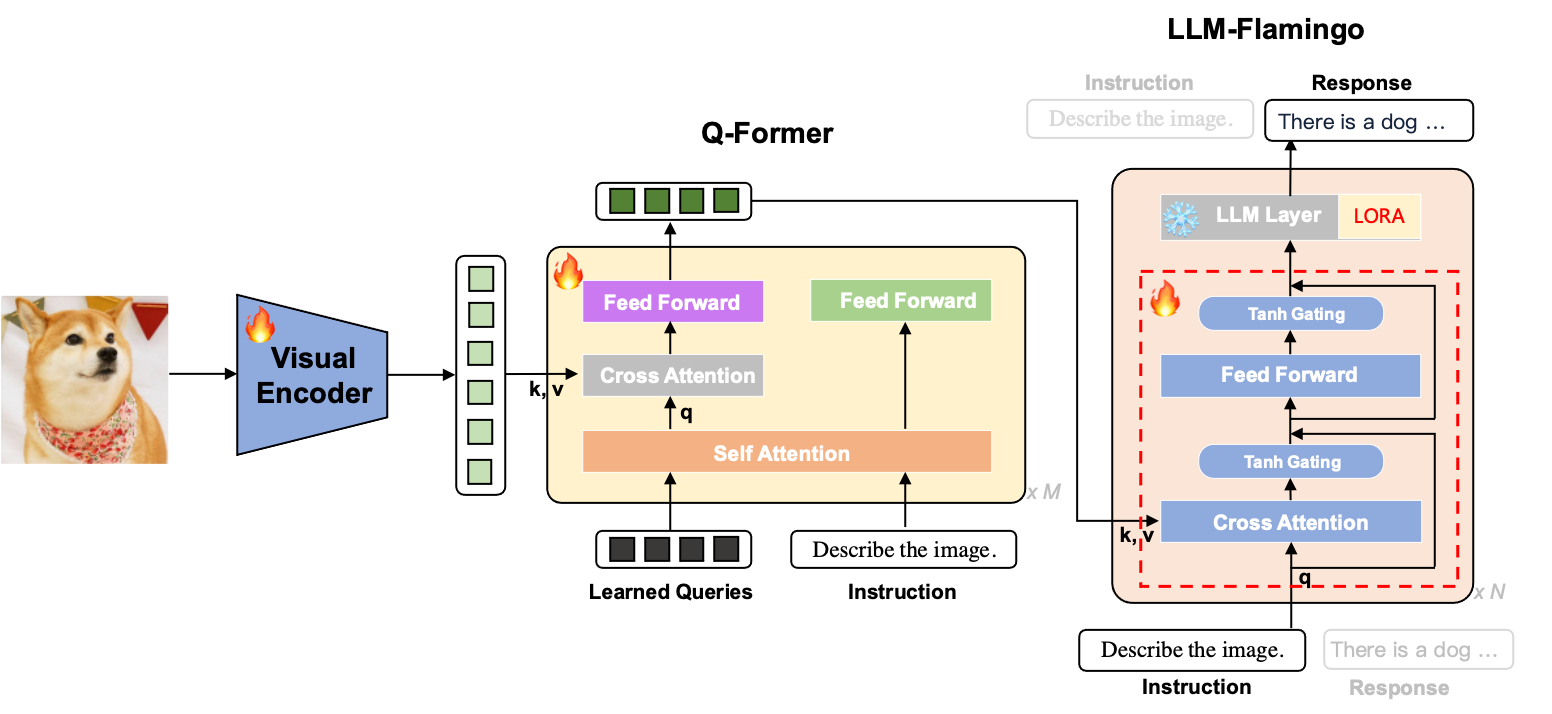 LLM-Flamingo
Instruction
Response
Describe the image.
There is a dog ...
Q-Former
LLM Layer
LORA
Feed Forward
Feed Forward
Tanh Gating
Visual
Encoder
k, v
Cross Attention
q
Feed Forward
Self Attention
Tanh Gating
x M
k, v
Cross Attention
q
Describe the image.
Learned Queries
Instruction
x N
Describe the image.
There is a dog ...
Instruction
Response